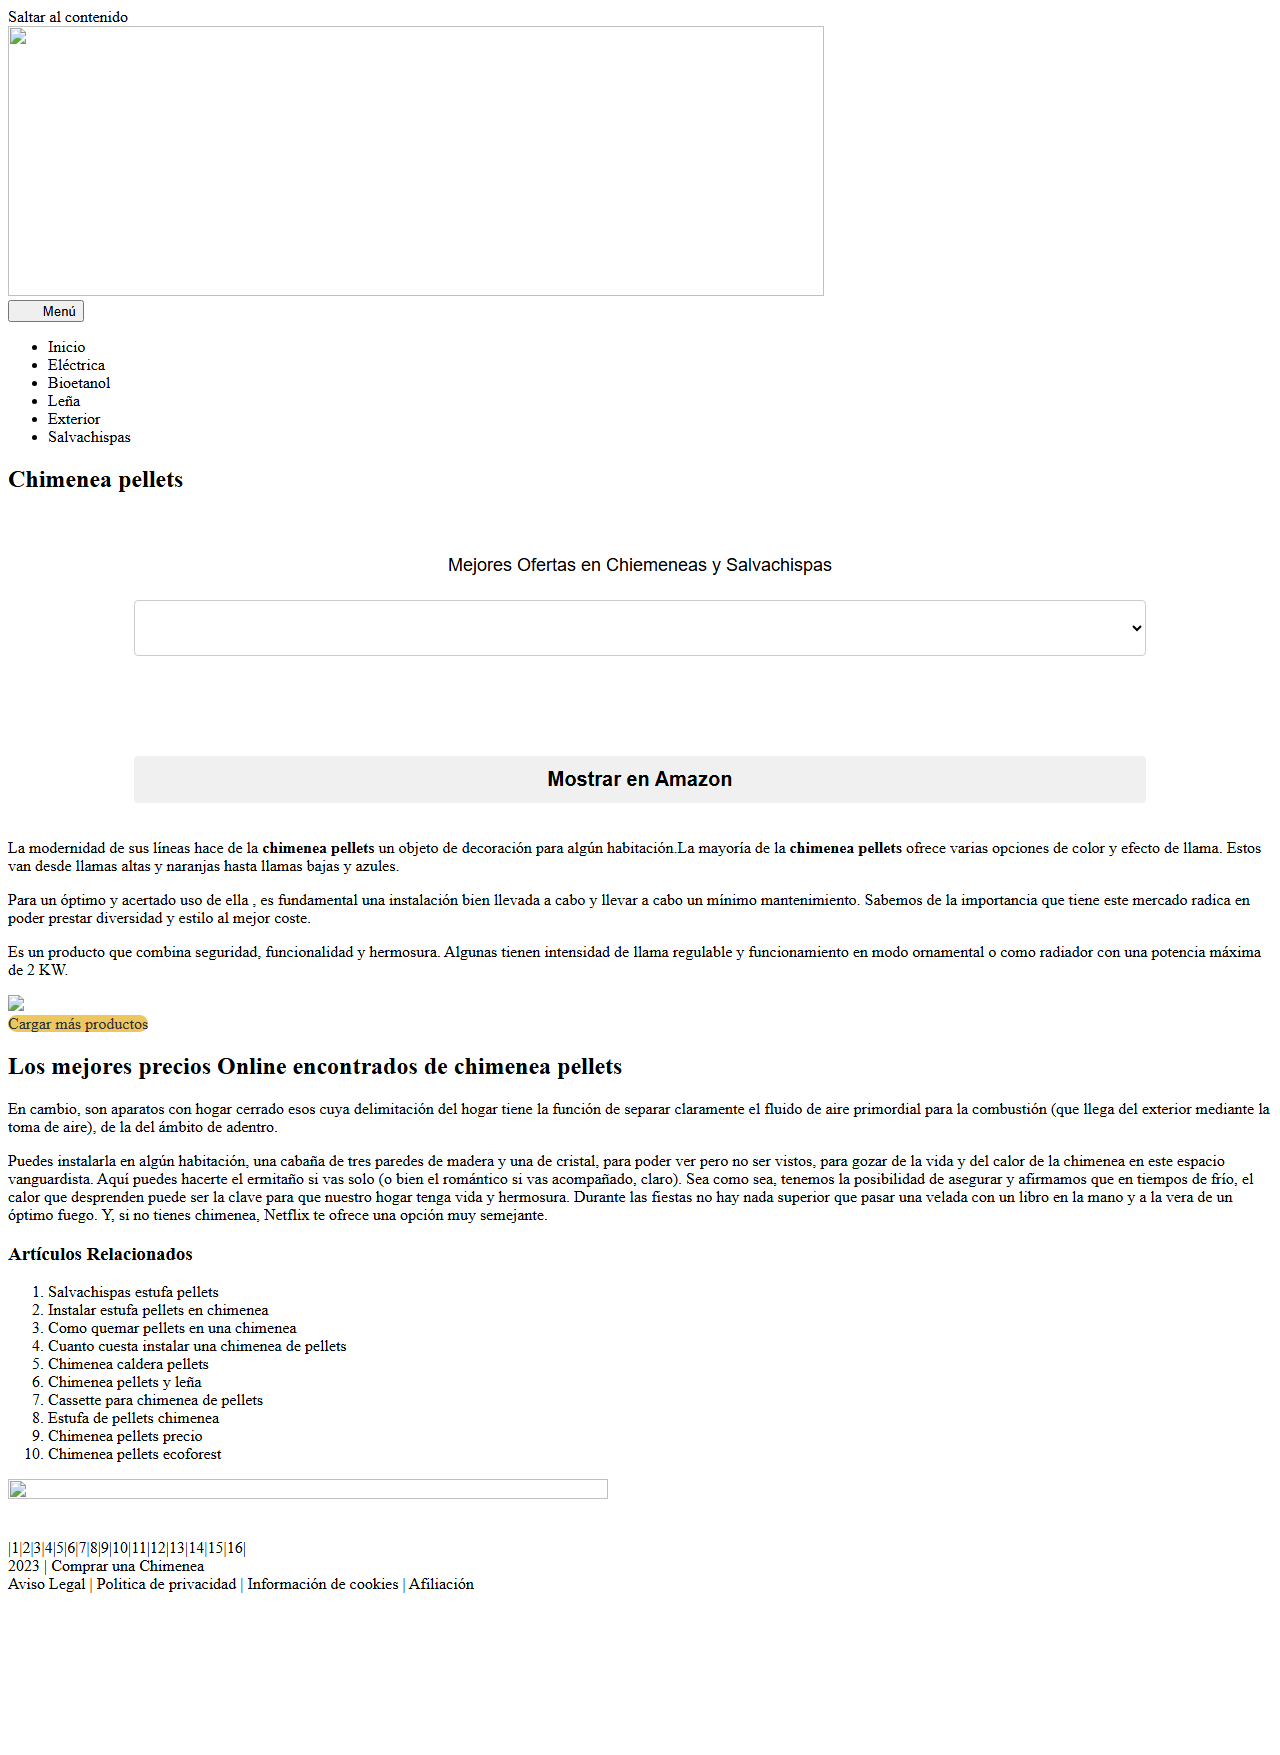 Saltar al contenido
Menú
Inicio
Eléctrica
Bioetanol
Leña
Exterior
Salvachispas
Chimenea pellets
Mejores Ofertas en Chiemeneas y Salvachispas
Mostrar en Amazon
La modernidad de sus líneas hace de la chimenea pellets un objeto de decoración para algún habitación.La mayoría de la chimenea pellets ofrece varias opciones de color y efecto de llama. Estos
van desde llamas altas y naranjas hasta llamas bajas y azules.
Para un óptimo y acertado uso de ella , es fundamental una instalación bien llevada a cabo y llevar a cabo un mínimo mantenimiento. Sabemos de la importancia que tiene este mercado radica en
poder prestar diversidad y estilo al mejor coste.
Es un producto que combina seguridad, funcionalidad y hermosura. Algunas tienen intensidad de llama regulable y funcionamiento en modo ornamental o como radiador con una potencia máxima
de 2 KW.
Cargar más productos
Los mejores precios Online encontrados de chimenea pellets
En cambio, son aparatos con hogar cerrado esos cuya delimitación del hogar tiene la función de separar claramente el fluido de aire primordial para la combustión (que llega del exterior mediante la
toma de aire), de la del ámbito de adentro.
Puedes instalarla en algún habitación, una cabaña de tres paredes de madera y una de cristal, para poder ver pero no ser vistos, para gozar de la vida y del calor de la chimenea en este espacio
vanguardista. Aquí puedes hacerte el ermitaño si vas solo (o bien el romántico si vas acompañado, claro). Sea como sea, tenemos la posibilidad de asegurar y afirmamos que en tiempos de frío, el
calor que desprenden puede ser la clave para que nuestro hogar tenga vida y hermosura. Durante las fiestas no hay nada superior que pasar una velada con un libro en la mano y a la vera de un
óptimo fuego. Y, si no tienes chimenea, Netflix te ofrece una opción muy semejante.
Artículos Relacionados
1. Salvachispas estufa pellets
2. Instalar estufa pellets en chimenea
3. Como quemar pellets en una chimenea
4. Cuanto cuesta instalar una chimenea de pellets
5. Chimenea caldera pellets
6. Chimenea pellets y leña
7. Cassette para chimenea de pellets
8. Estufa de pellets chimenea
9. Chimenea pellets precio
10. Chimenea pellets ecoforest
|1|2|3|4|5|6|7|8|9|10|11|12|13|14|15|16|
2023 | Comprar una Chimenea
Aviso Legal | Politica de privacidad | Información de cookies | Afiliación